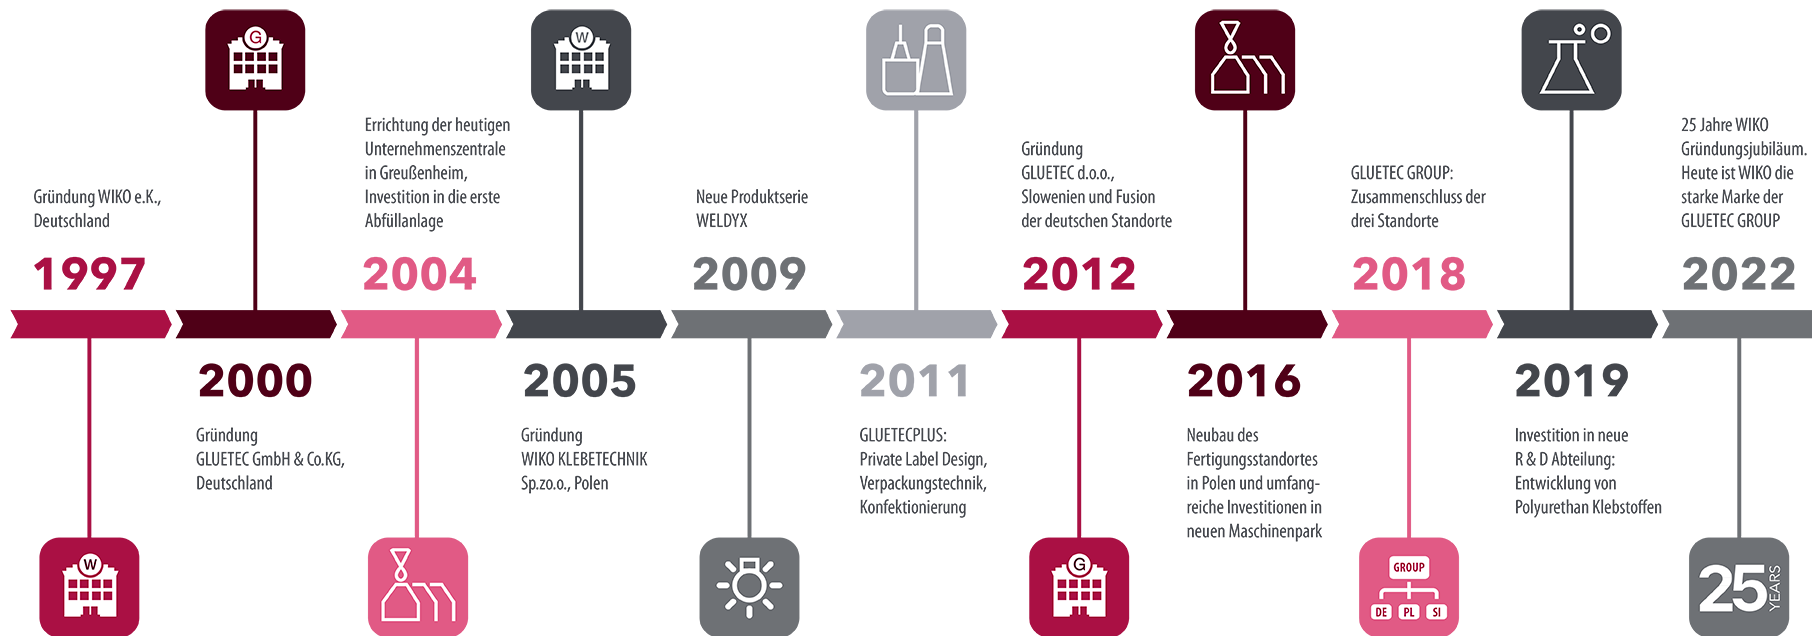 G
Gründung WIKO e.K.,
Deutschland
1997
W
2000
Gründung
GLUETEC GmbH & Co.KG,
Deutschland
Errichtung der heutigen
Unternehmenszentrale
in Greußenheim,
Investition in die erste
Abfüllanlage
2004
W
2005
Gründung
WIKO KLEBETECHNIK
Sp.zo.o., Polen
Neue Produktserie
WELDYX
2009
2011
GLUETECPLUS:
Private Label Design,
Verpackungstechnik,
Konfektionierung
Gründung
GLUETEC d.o.o.,
Slowenien und Fusion
der deutschen Standorte
2012
G
2016
Neubau des
Fertigungsstandortes
in Polen und umfang-
reiche Investitionen in
neuen Maschinenpark
GLUETEC GROUP:
Zusammenschluss der
drei Standorte
2018
GROUP
DE PL SI
2019
Investition in neue
R & D Abteilung:
Entwicklung von
Polyurethan Klebstoffen
25 Jahre WIKO
Gründungsjubiläum.
Heute ist WIKO die
starke Marke der
GLUETEC GROUP
2022
25 YEARS